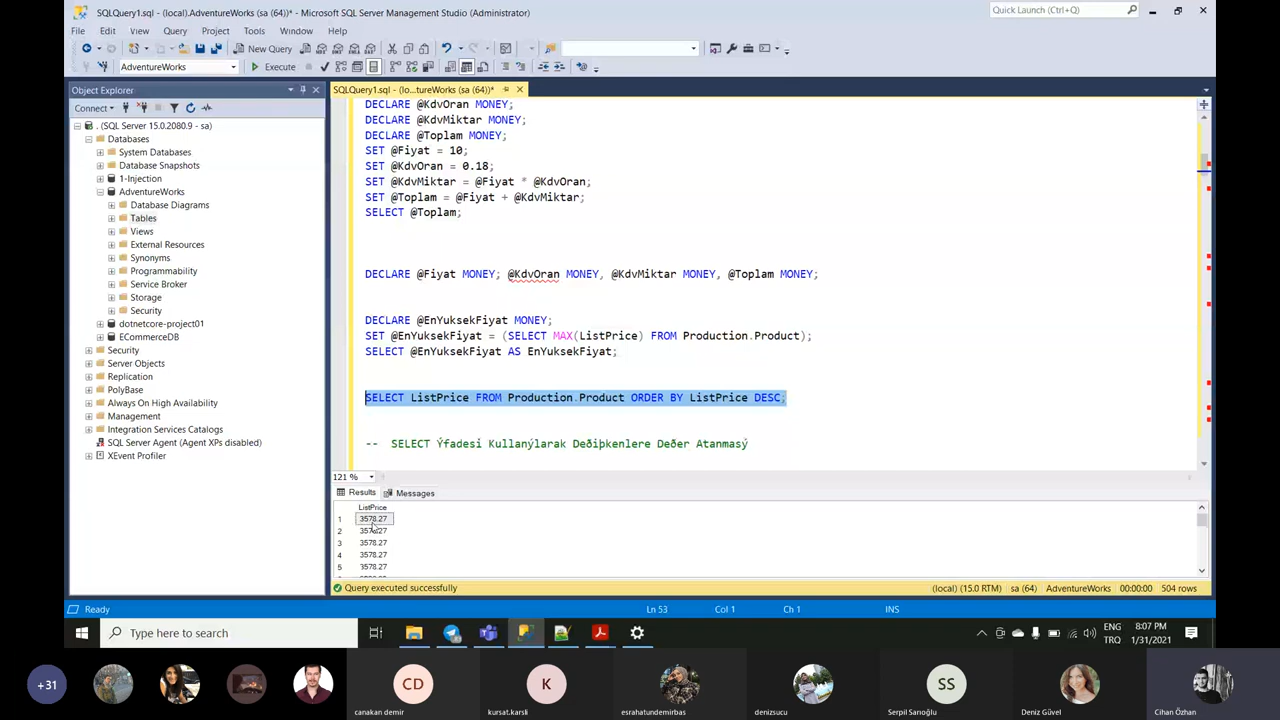 SQLQuery1.sql - (local).AdventureWorks (sa (64))* - Microsoft SQL Server Management Studio (Administrator)
Quick Launch (Ctrl+Q)
File Edit View Query Project Tools Window Help
New Query
AdventureWorks
Execute
Object Explorer
SQLQuery1.sql - (lo...tureWorks (sa (64))*
Connect
. (SQL Server 15.0.2080.9 - sa)
Databases
System Databases
Database Snapshots
1-Injection
AdventureWorks
Database Diagrams
Tables
Views
External Resources
Synonyms
Programmability
Service Broker
Storage
Security
dotnetcore-project01
ECommerceDB
Security
Server Objects
Replication
PolyBase
Always On High Availability
Management
Integration Services Catalogs
SQL Server Agent (Agent XPs disabled)
XEvent Profiler
DECLARE @KdvOran MONEY;
DECLARE @KdvMiktar MONEY;
DECLARE @Toplam MONEY;
SET @Fiyat = 10;
SET @KdvOran = 0.18;
SET @KdvMiktar = @Fiyat * @KdvOran;
SET @Toplam = @Fiyat + @KdvMiktar;
SELECT @Toplam;
DECLARE @Fiyat MONEY; @KdvOran MONEY, @KdvMiktar MONEY, @Toplam MONEY;
DECLARE @EnYuksekFiyat MONEY;
SET @EnYuksekFiyat = (SELECT MAX(ListPrice) FROM Production.Product);
SELECT @EnYuksekFiyat AS EnYuksekFiyat;
SELECT ListPrice FROM Production.Product ORDER BY ListPrice DESC;
-- SELECT Ýfadesi Kullanýlarak Deðiþkenlere Deðer Atanmasý
121 %
Results Messages
ListPrice
1 3578.27
2 3578.27
3 3578.27
4 3578.27
5 3578.27
Query executed successfully
(local) (15.0 RTM) sa (64) AdventureWorks 00:00:00 504 rows
Ready
Ln 53 Col 1 Ch 1 INS
Type here to search
ENG
TRQ
8:07 PM
1/31/2021
+31
CD
K
SS
canakan demir
kursat.karsli
esrahatundemirbas
denizsucu
Serpil Sarıoğlu
Deniz Güvel
Cihan Özhan